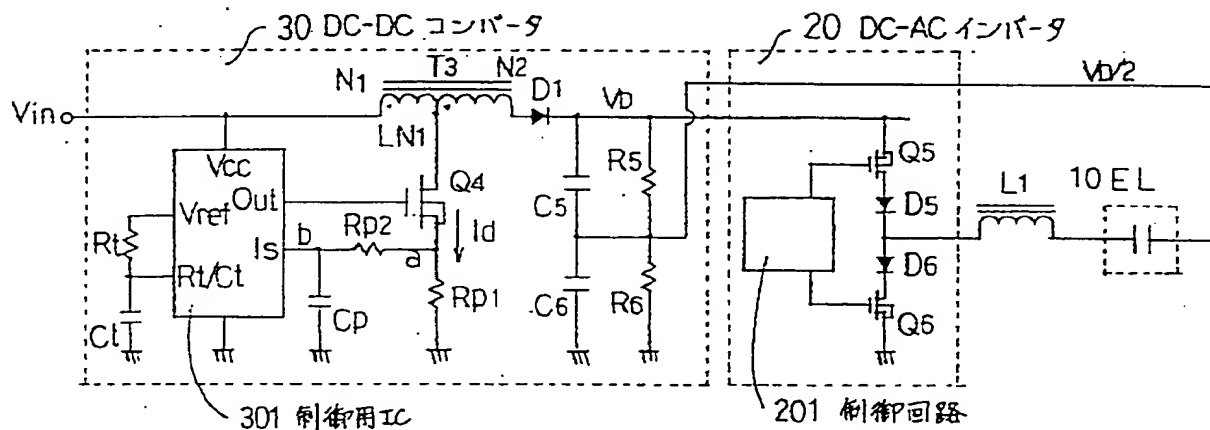 30 DC-DC コンバータ
20 DC-AC インバータ
N1
T3
N2
D1
VD
VD/2
Vin
LN1
Vcc
Q4
R5
Q5
Out
Vref
C5
D5
L1
10 EL
Rt
Is
b
Rp2
a
Id
D6
Rt/Ct
Rp1
C6
R6
Q6
Ct
Cp
301 制御用IC
201 制御回路